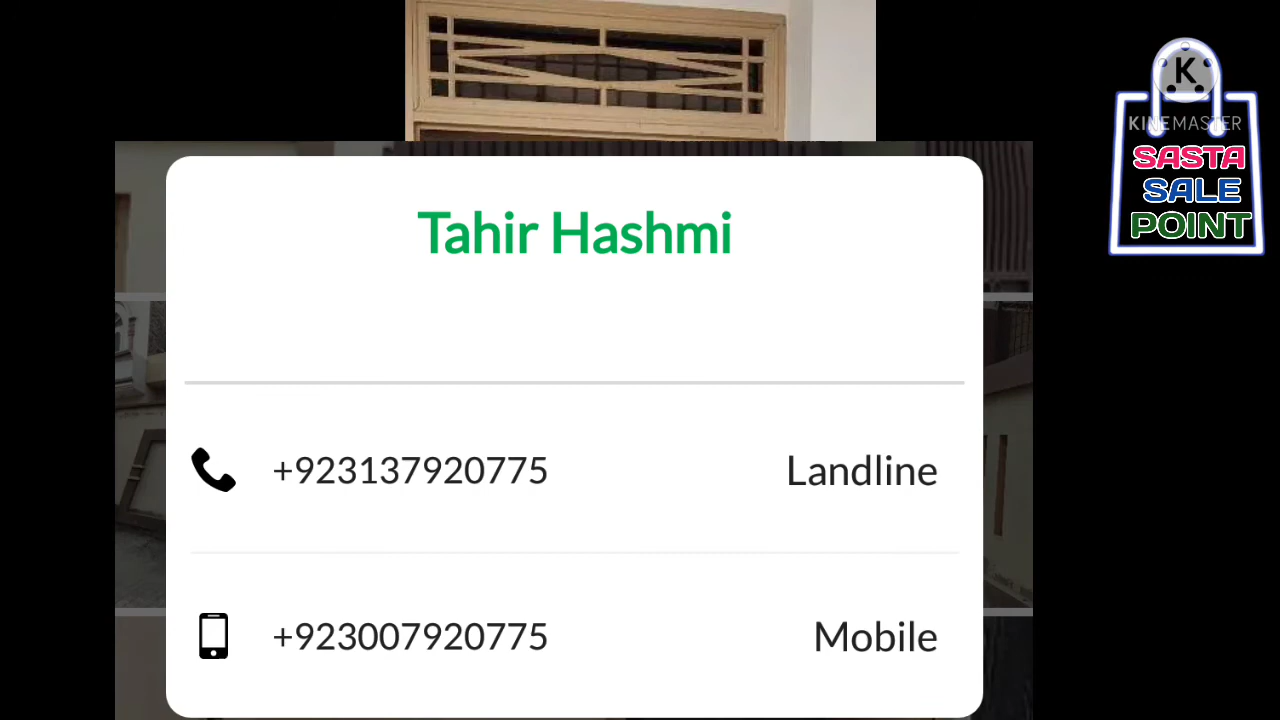 KINEMASTER
SASTA
SALE
POINT
Tahir Hashmi
+923137920775 Landline
+923007920775 Mobile